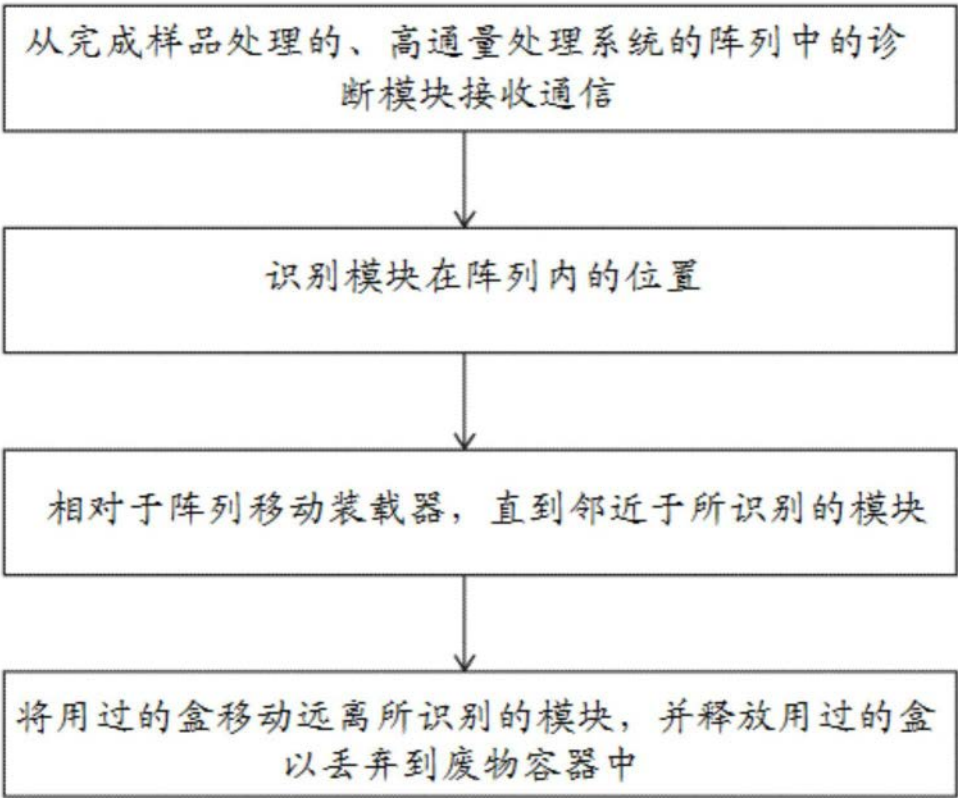 从完成样品处理的、高通量处理系统的阵列中的诊
断模块接收通信
识别模块在阵列内的位置
相对于阵列移动装载器，直到邻近于所识别的模块
将用过的盒移动远离所识别的模块，并释放用过的盒
以丢弃到废物容器中